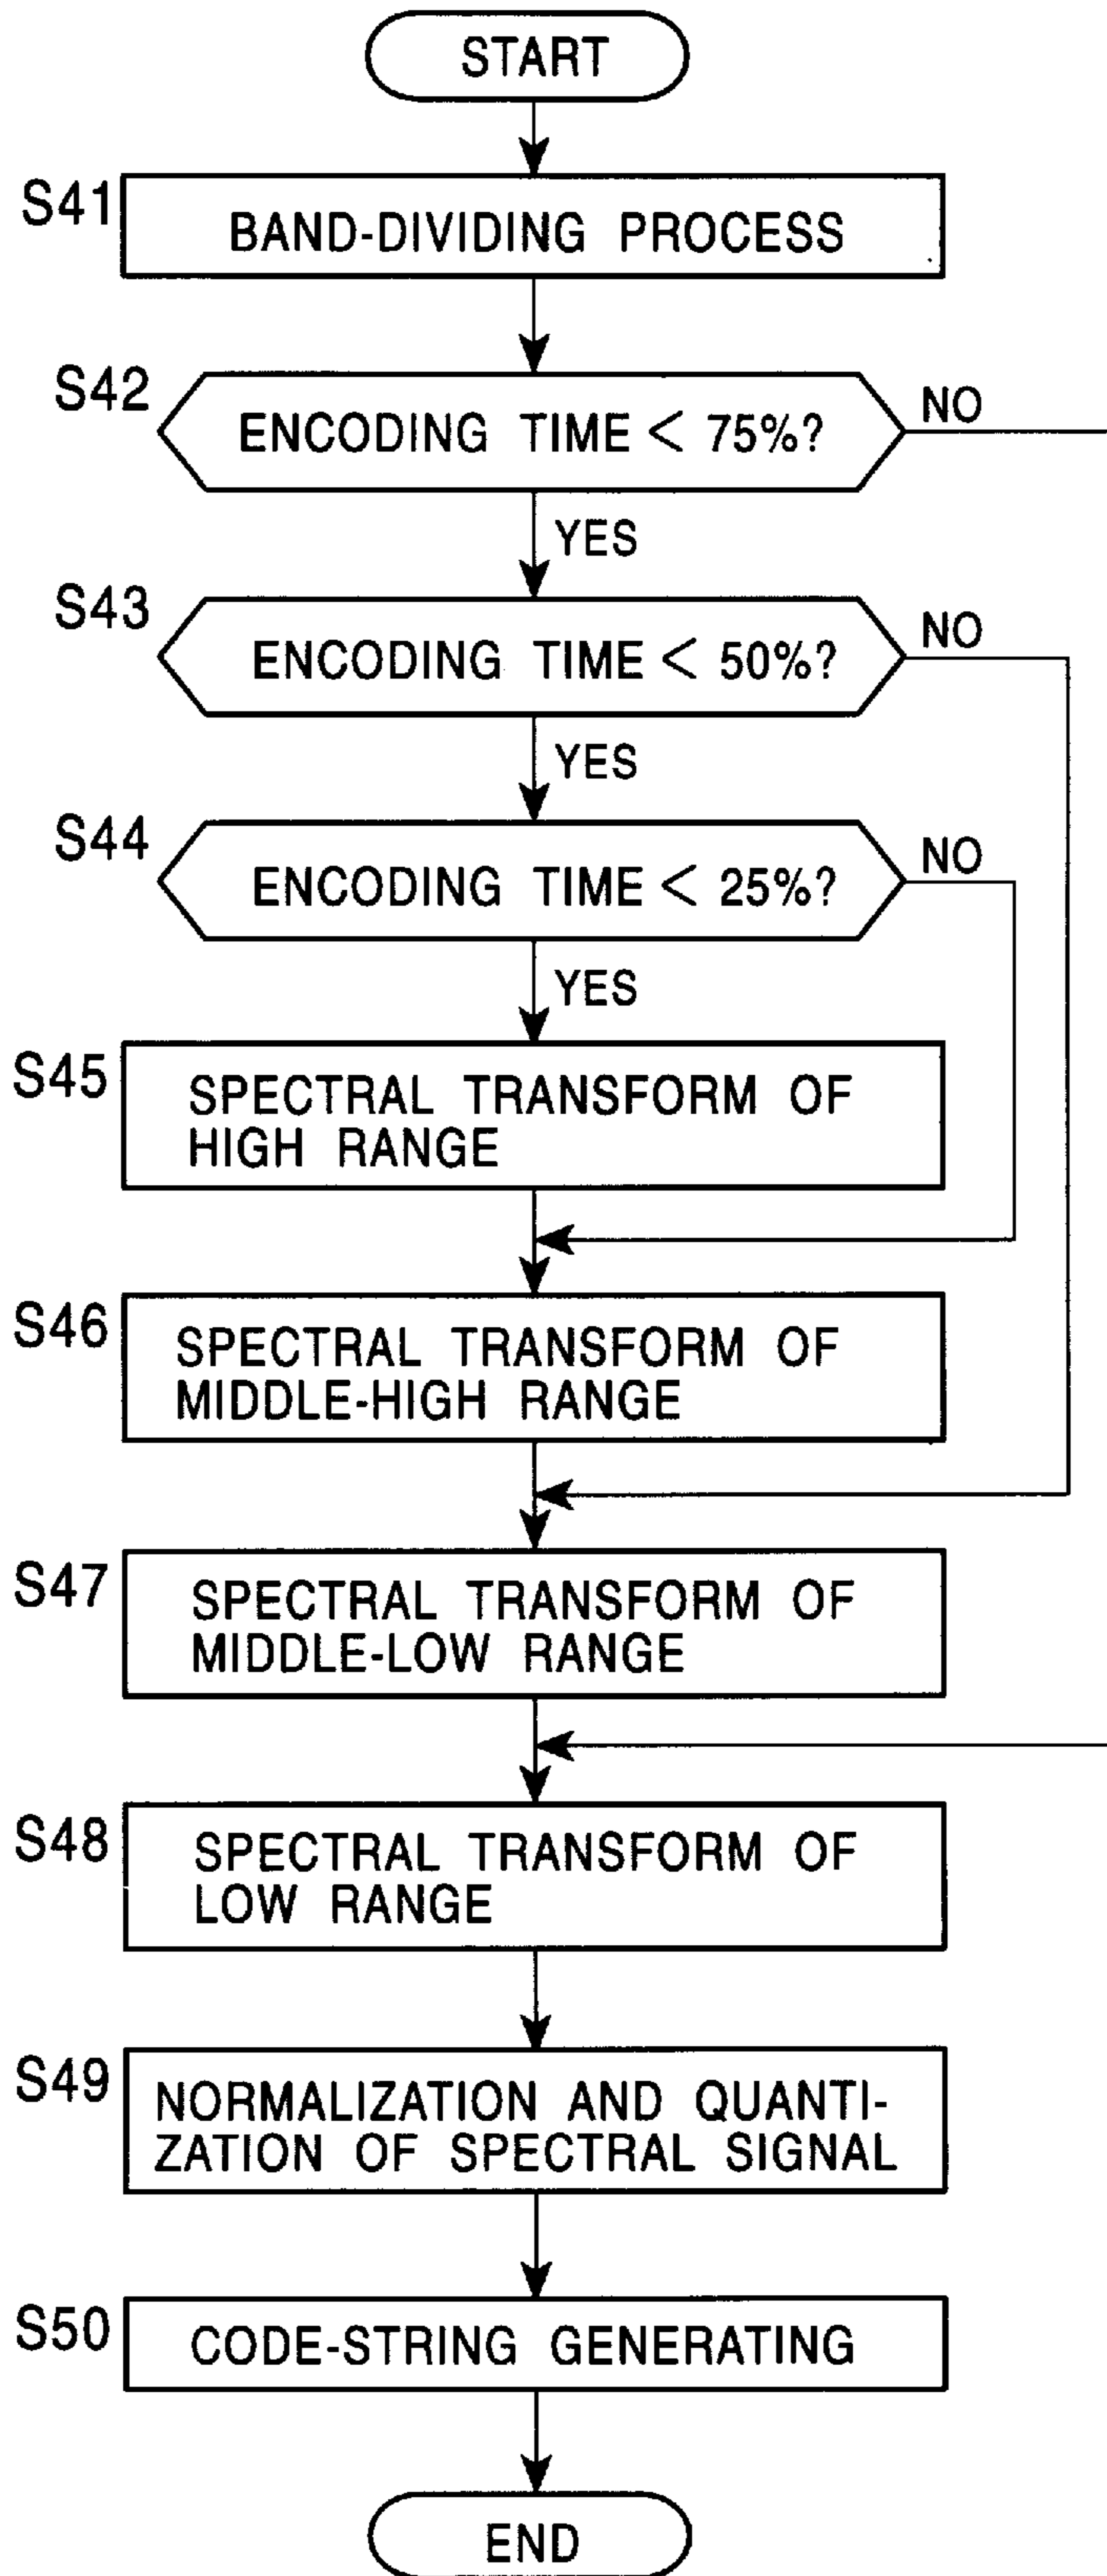 START
S41
BAND-DIVIDING PROCESS
S42
ENCODING TIME < 75%?
NO
YES
S43
ENCODING TIME < 50%?
NO
YES
S44
ENCODING TIME < 25%?
NO
YES
S45
SPECTRAL TRANSFORM OF
HIGH RANGE
S46
SPECTRAL TRANSFORM OF
MIDDLE-HIGH RANGE
S47
SPECTRAL TRANSFORM OF
MIDDLE-LOW RANGE
S48
SPECTRAL TRANSFORM OF
LOW RANGE
S49
NORMALIZATION AND QUANTI-
ZATION OF SPECTRAL SIGNAL
S50
CODE-STRING GENERATING
END